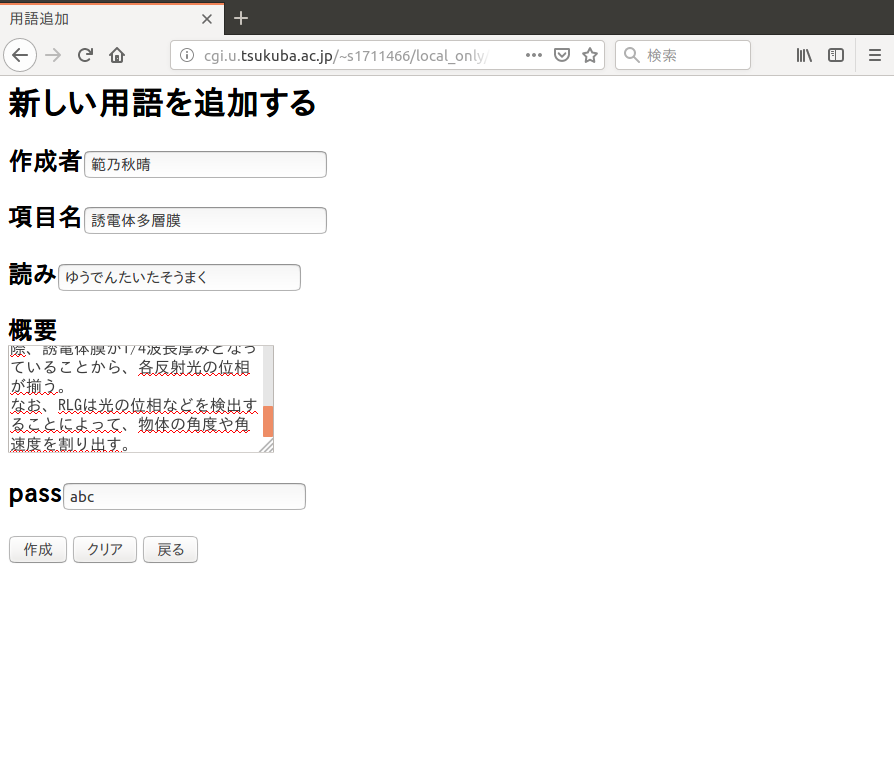 用語追加
cgi.u.tsukuba.ac.jp/~s1711466/local_only/
検索
新しい用語を追加する
作成者 範乃秋晴
項目名 誘電体多層膜
読み ゆうでんたいたそうまく
概要
際、誘電体膜が1/4波長厚みとなっ
ていることから、各反射光の位相
が揃う。
なお、RLGは光の位相などを検出す
ることによって、物体の角度や角
速度を割り出す。
pass abc
作成 クリア 戻る